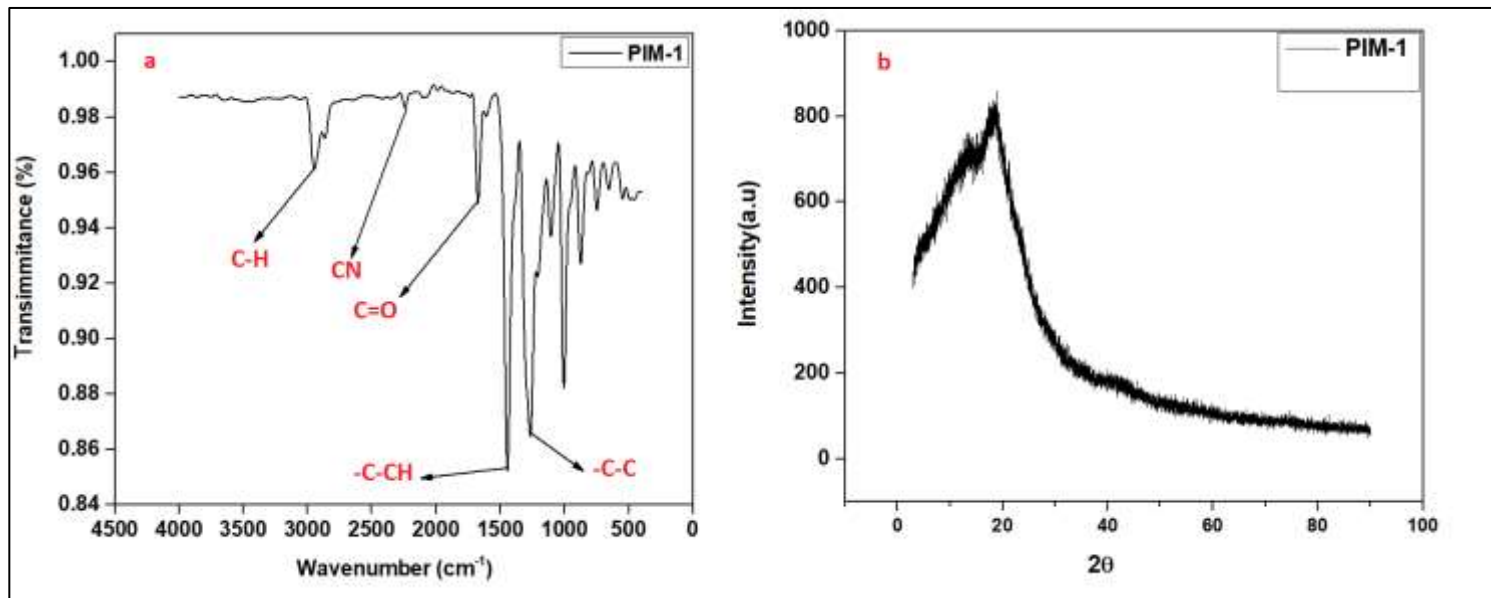 a
PIM-1
1.00
0.98
0.96
0.94
0.92
0.90
0.88
0.86
0.84
Transimmitance (%)
C-H
CN
C=O
-C-CH
-C-C
4500 4000 3500 3000 2500 2000 1500 1000 500 0
Wavenumber (cm⁻¹)
b
PIM-1
1000
800
600
400
200
0
Intensity(a.u)
0 20 40 60 80 100
2θ